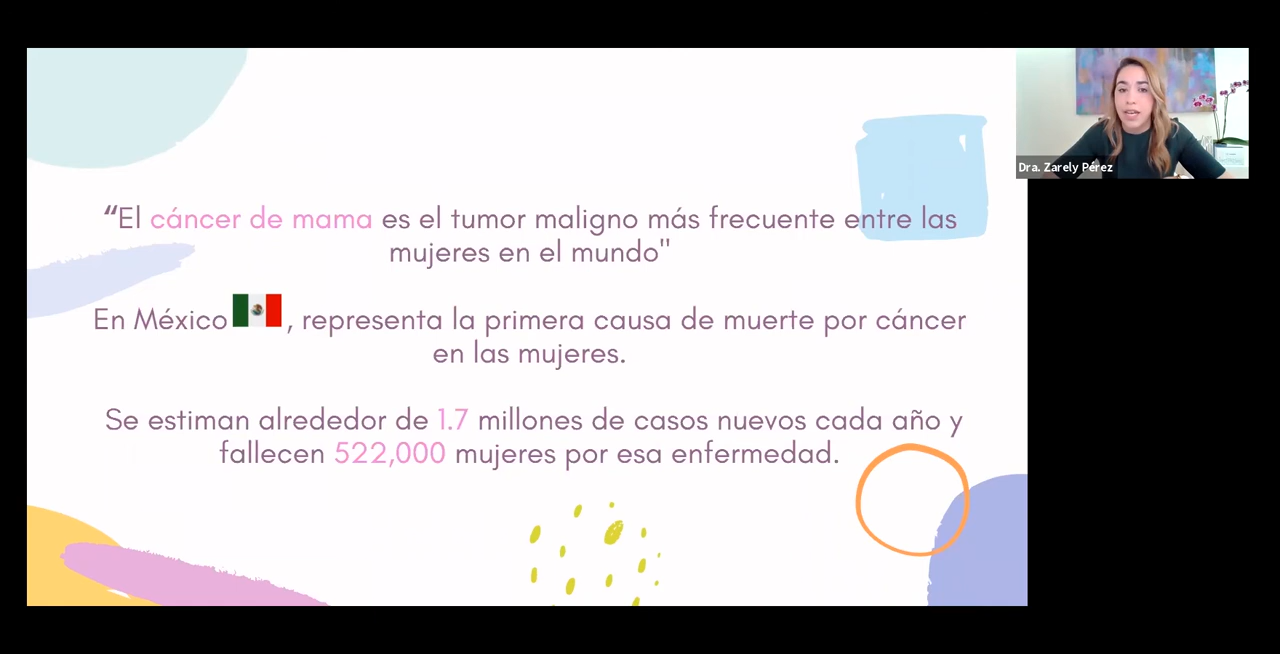 “El cáncer de mama es el tumor maligno más frecuente entre las
mujeres en el mundo"
En México, representa la primera causa de muerte por cáncer
en las mujeres.
Se estiman alrededor de 1.7 millones de casos nuevos cada año y
fallecen 522,000 mujeres por esa enfermedad.
Dra. Zarely Pérez